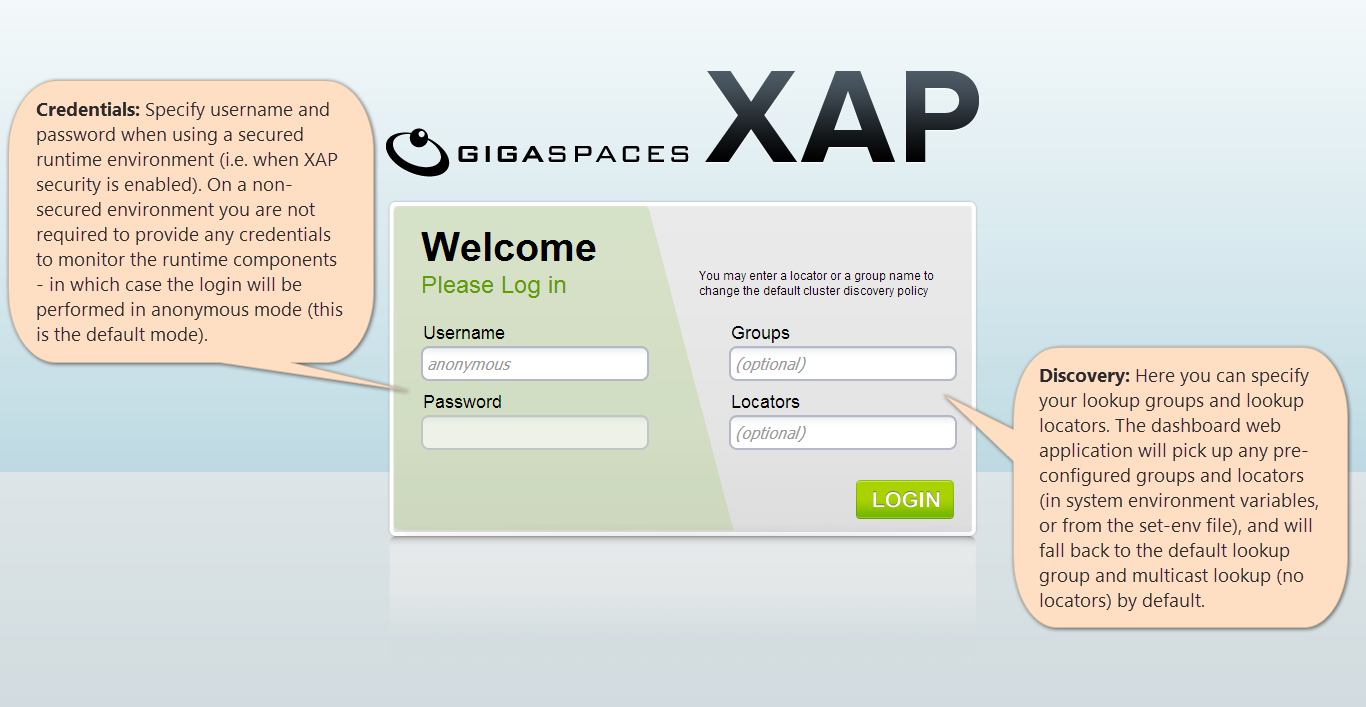 XAP
GIGASPACES
Credentials: Specify username and
password when using a secured
runtime environment (i.e. when XAP
security is enabled). On a non-
secured environment you are not
required to provide any credentials
to monitor the runtime components
- in which case the login will be
performed in anonymous mode (this
is the default mode).
Welcome
Please Log in
Username
anonymous
Password
You may enter a locator or a group name to
change the default cluster discovery policy
Groups
(optional)
Locators
(optional)
LOGIN
Discovery: Here you can specify
your lookup groups and lookup
locators. The dashboard web
application will pick up any pre-
configured groups and locators
(in system environment variables,
or from the set-env file), and will
fall back to the default lookup
group and multicast lookup (no
locators) by default.